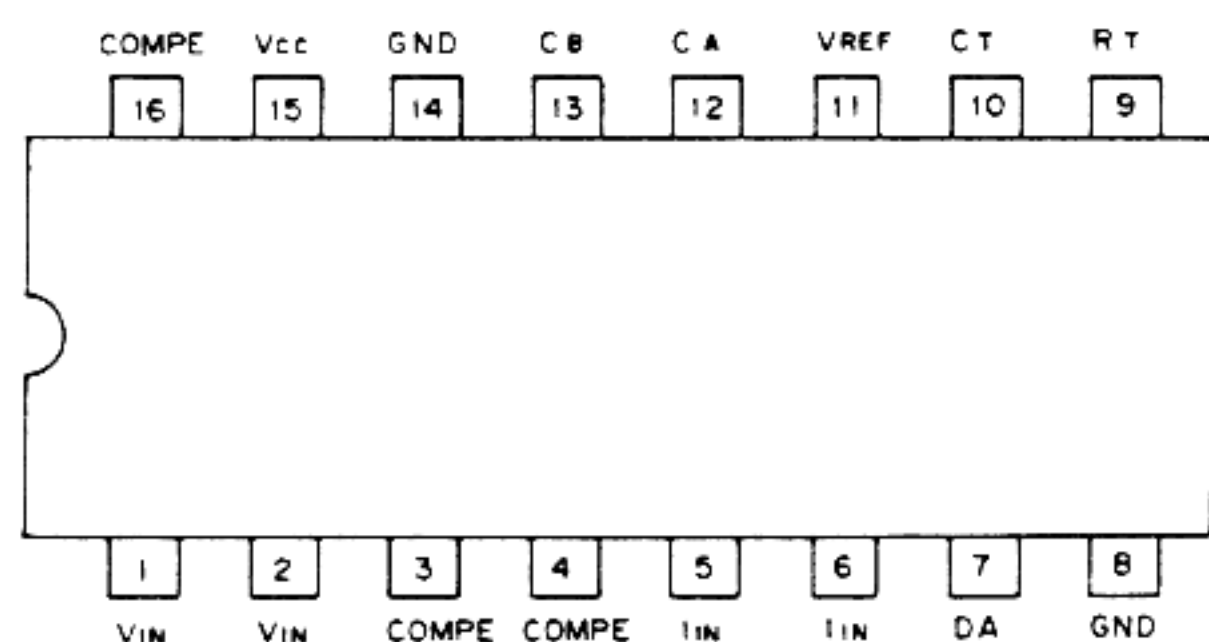 COMPE Vcc GND CB CA VREF CT RT
16 15 14 13 12 11 10 9
1 2 3 4 5 6 7 8
VIN VIN COMPE COMPE IIN IIN DA GND